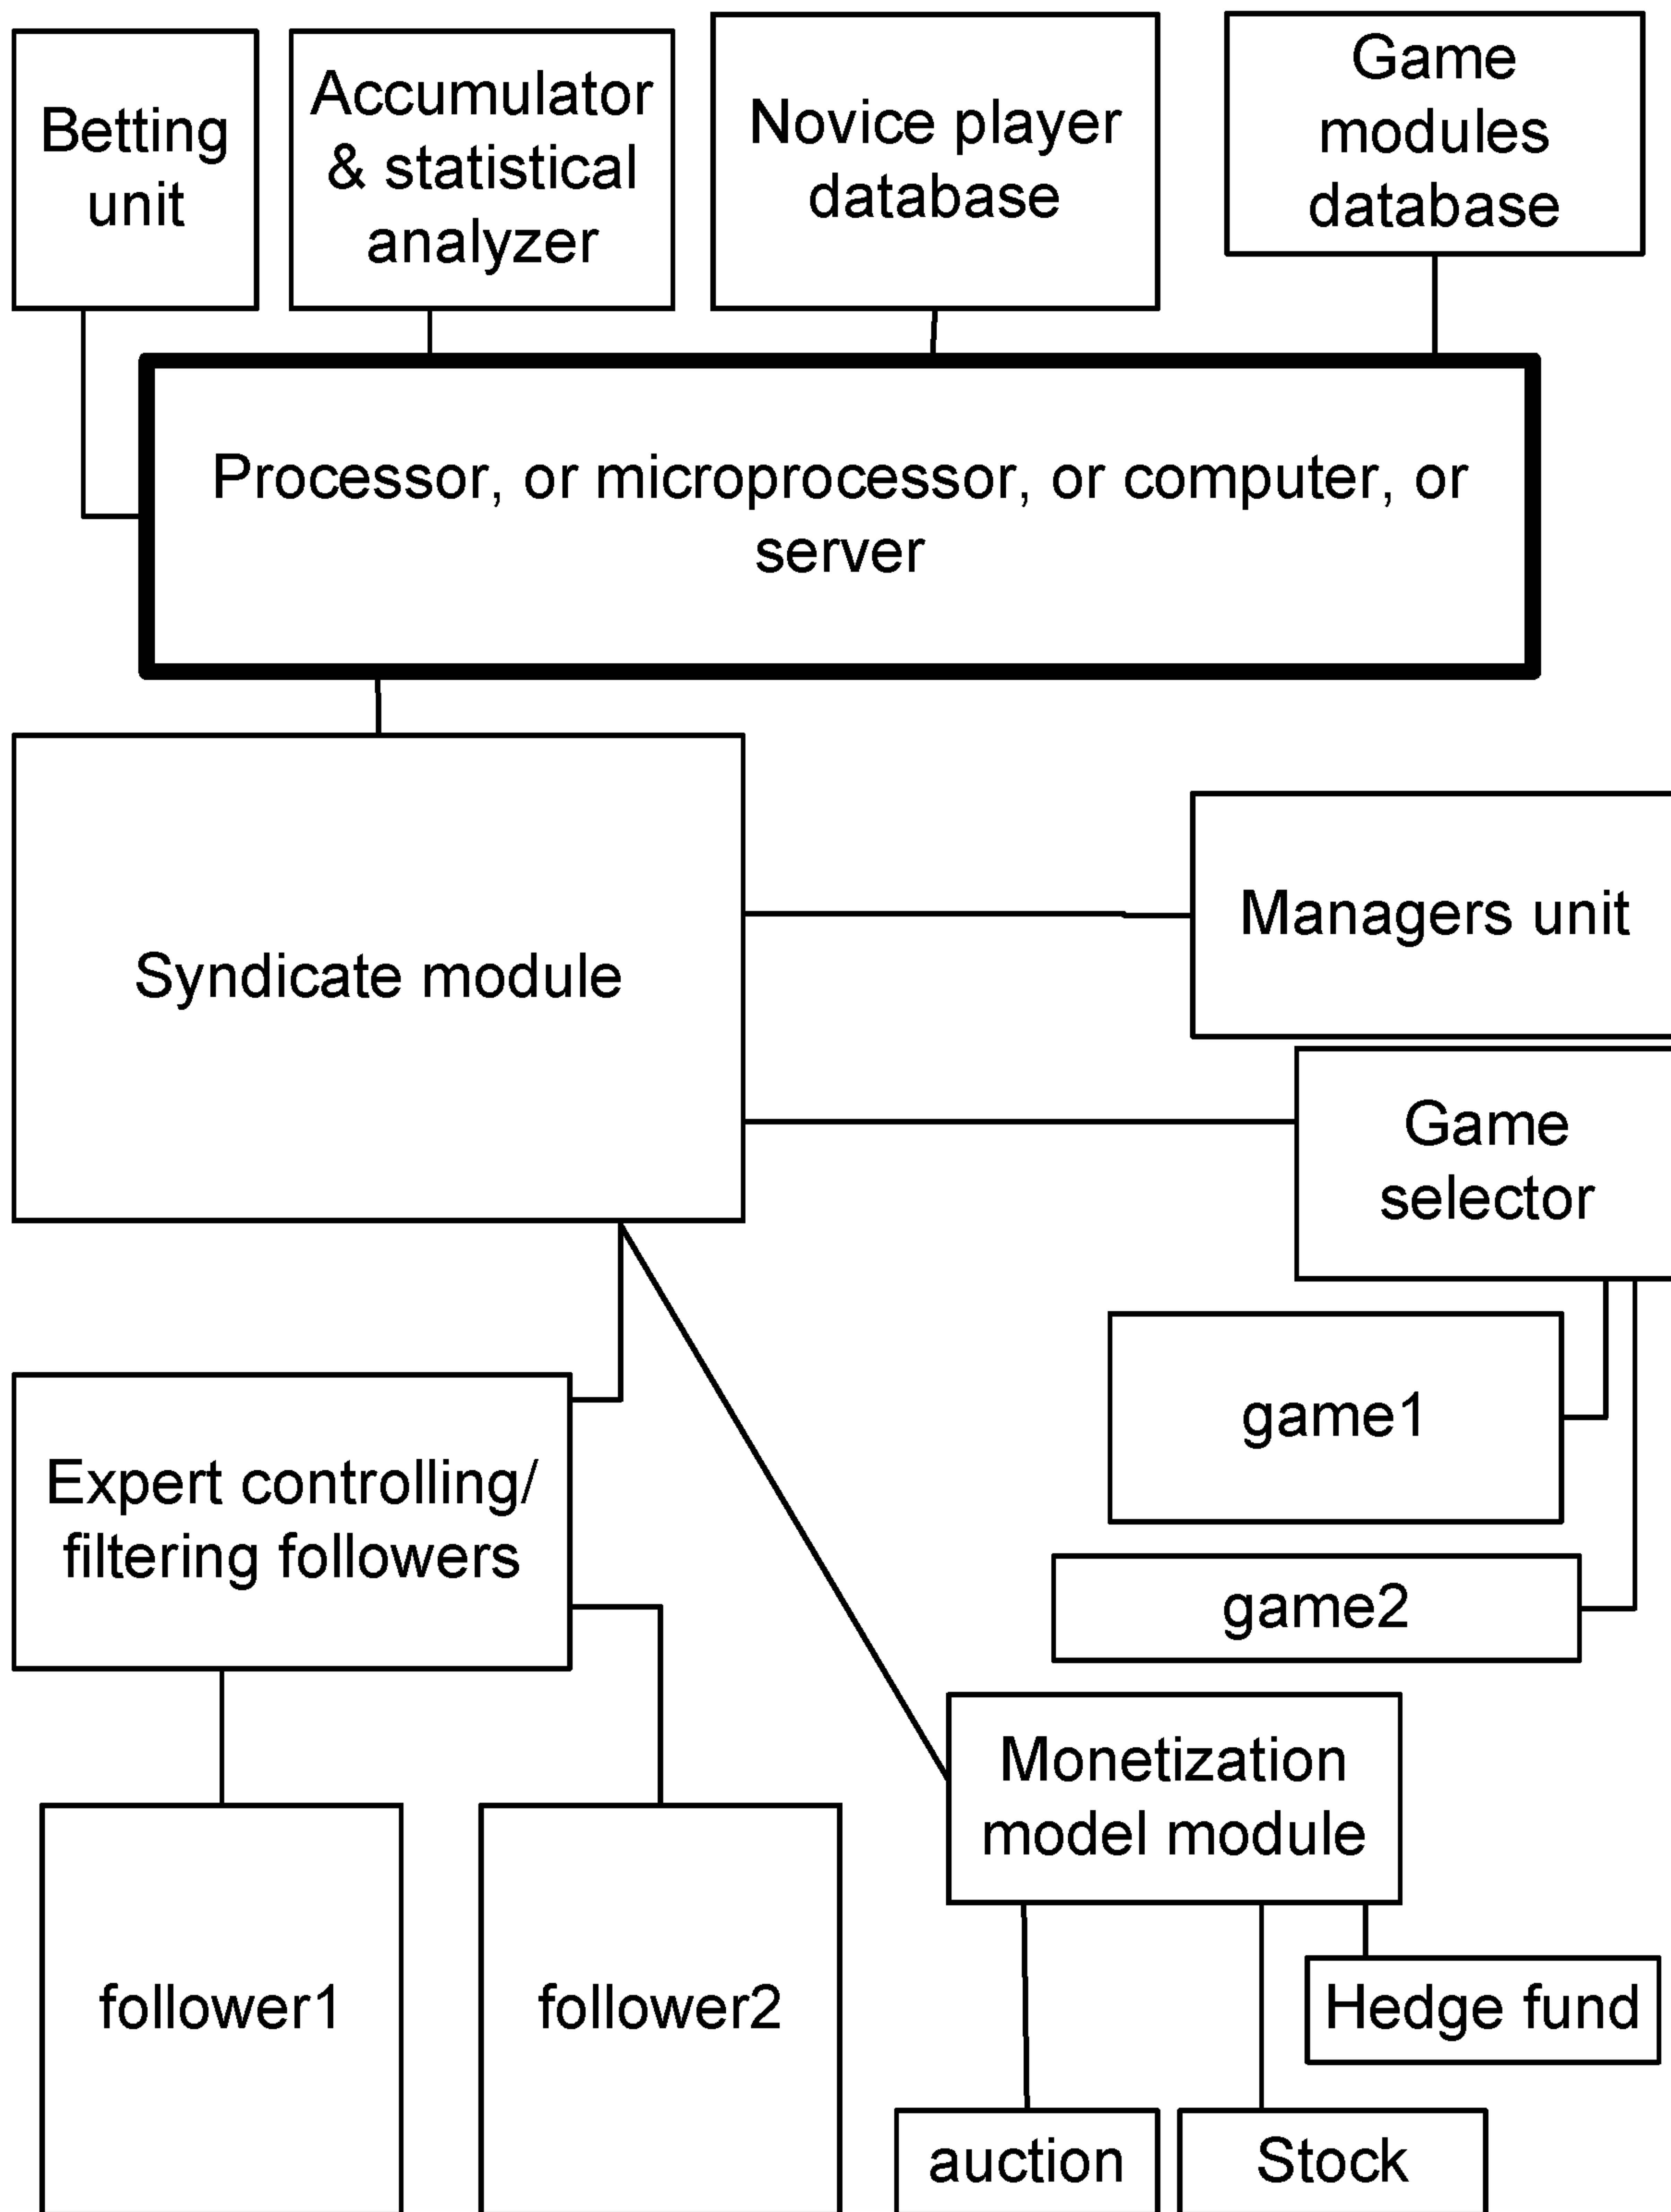 Betting
unit
Accumulator
& statistical
analyzer
Novice player
database
Game
modules
database
Processor, or microprocessor, or computer, or
server
Syndicate module
Managers unit
Game
selector
game1
Expert controlling/
filtering followers
game2
Monetization
model module
follower1
follower2
Hedge fund
auction
Stock